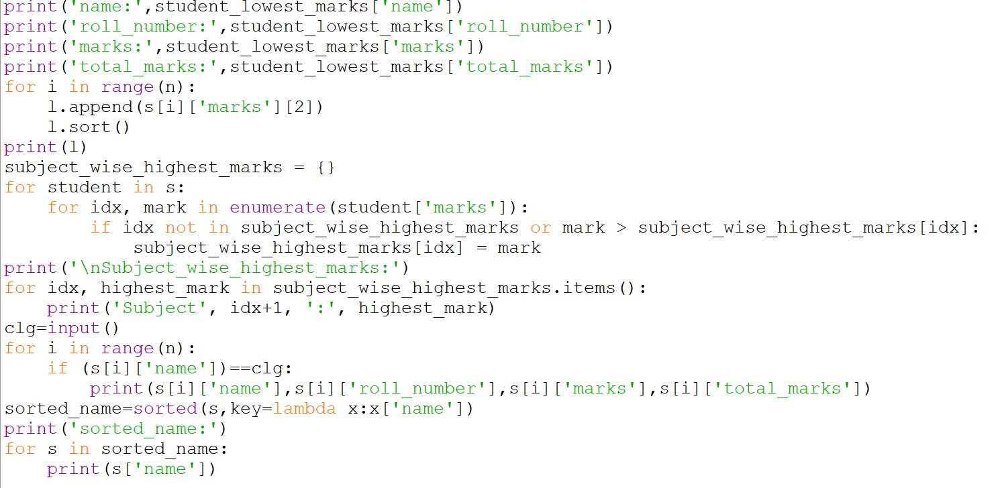 print('name:',student_lowest_marks['name'])
print('roll_number:',student_lowest_marks['roll_number'])
print('marks:',student_lowest_marks['marks'])
print('total_marks:',student_lowest_marks['total_marks'])
for i in range(n):
    l.append(s[i]['marks'][2])
    l.sort()
print(l)
subject_wise_highest_marks = {}
for student in s:
    for idx, mark in enumerate(student['marks']):
        if idx not in subject_wise_highest_marks or mark > subject_wise_highest_marks[idx]:
            subject_wise_highest_marks[idx] = mark
print('\nSubject_wise_highest_marks:')
for idx, highest_mark in subject_wise_highest_marks.items():
    print('Subject', idx+1, ':', highest_mark)
clg=input()
for i in range(n):
    if (s[i]['name'])==clg:
        print(s[i]['name'],s[i]['roll_number'],s[i]['marks'],s[i]['total_marks'])
sorted_name=sorted(s,key=lambda x:x['name'])
print('sorted_name:')
for s in sorted_name:
    print(s['name'])